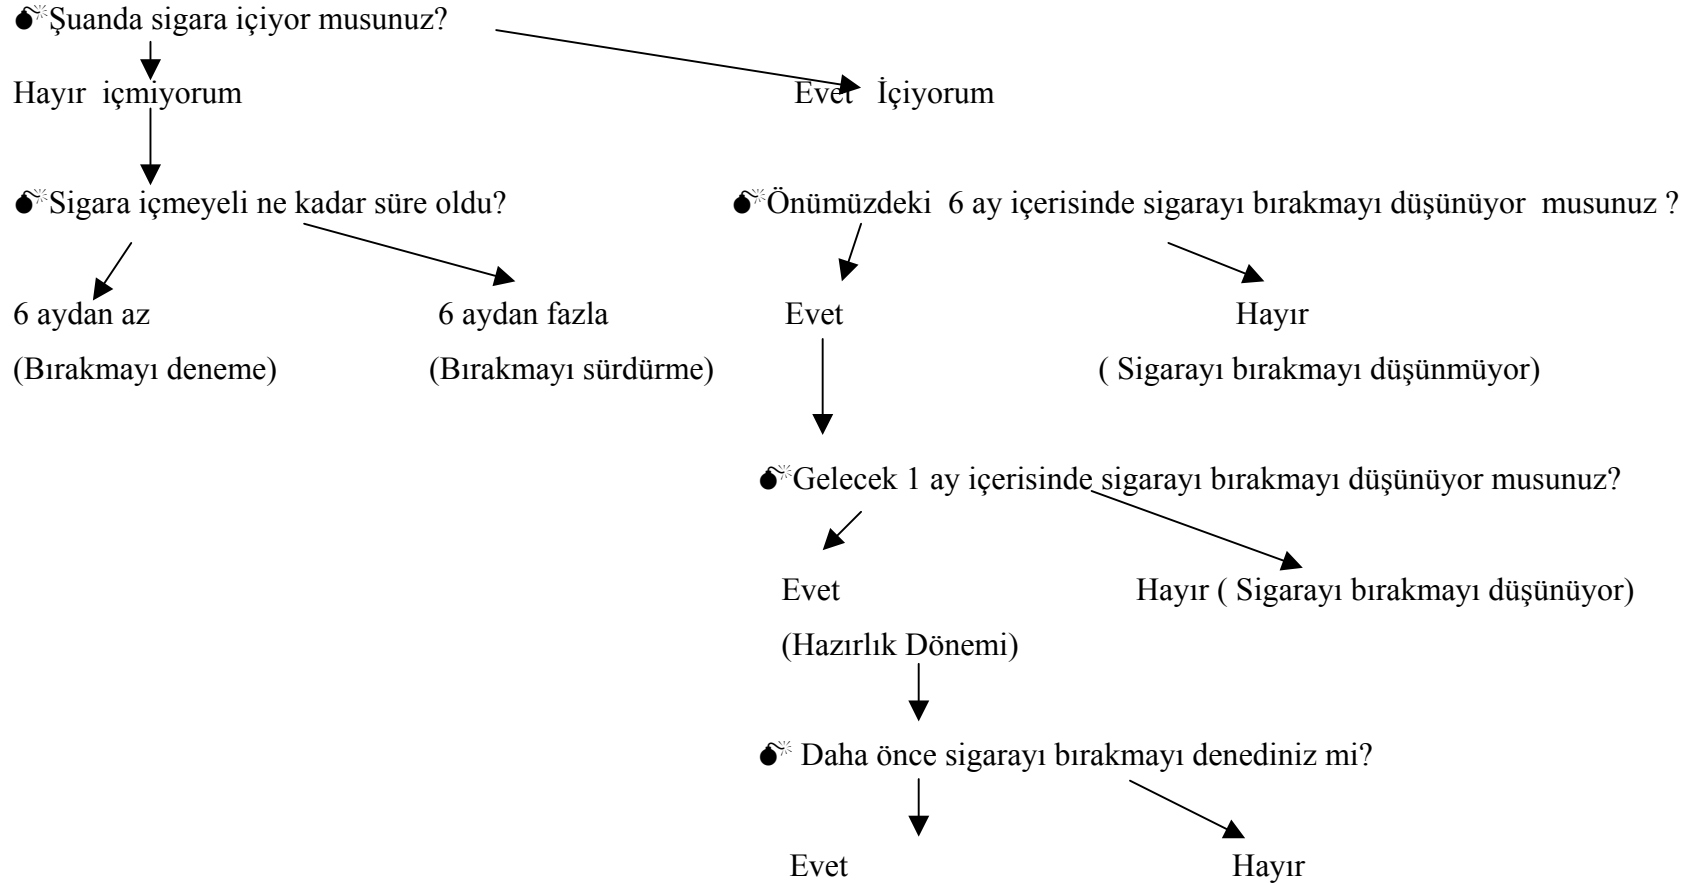 💣Şuanda sigara içiyor musunuz?
Hayır içmiyorum Evet İçiyorum
💣Sigara içmeyeli ne kadar süre oldu? 💣Önümüzdeki 6 ay içerisinde sigarayı bırakmayı düşünüyor musunuz ?
6 aydan az 6 aydan fazla Evet Hayır
(Bırakmayı deneme) (Bırakmayı sürdürme) ( Sigarayı bırakmayı düşünmüyor)
💣Gelecek 1 ay içerisinde sigarayı bırakmayı düşünüyor musunuz?
Evet Hayır ( Sigarayı bırakmayı düşünüyor)
(Hazırlık Dönemi)
💣 Daha önce sigarayı bırakmayı denediniz mi?
Evet Hayır